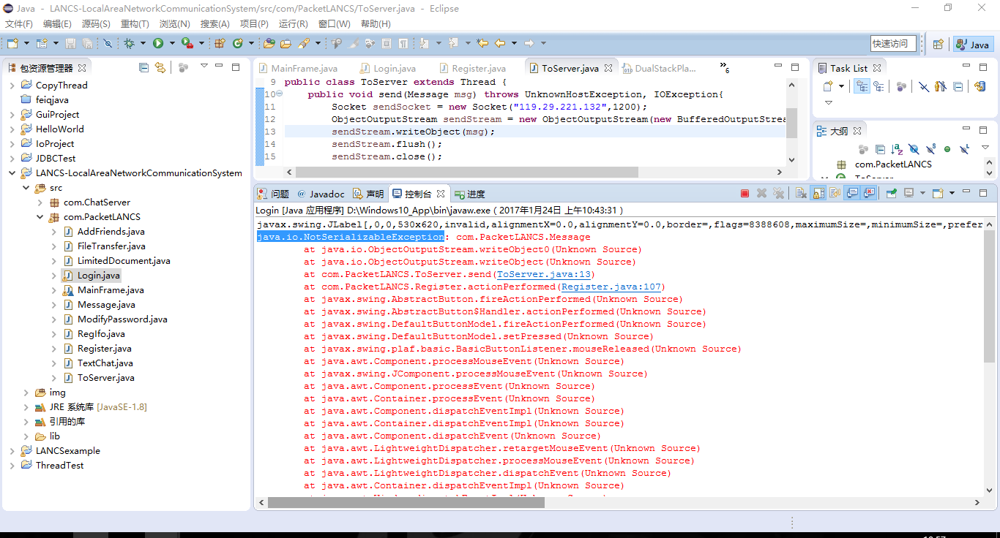 Java - LANCS-LocalAreaNetworkCommunicationSystem/src/com/PacketLANCS/ToServer.java - Eclipse
文件(F) 编辑(E) 源码(S) 重构(T) 浏览(N) 搜索(A) 项目(P) 运行(R) 窗口(W) 帮助(H)
快速访问 Java
包资源管理器
CopyThread
feiqjava
GuiProject
HelloWorld
IoProject
JDBCTest
LANCS-LocalAreaNetworkCommunicationSystem
src
com.ChatServer
com.PacketLANCS
AddFriends.java
FileTransfer.java
LimitedDocument.java
Login.java
MainFrame.java
Message.java
ModifyPassword.java
RegIfo.java
Register.java
TextChat.java
ToServer.java
img
JRE 系统库 [JavaSE-1.8]
引用的库
lib
LANCSexample
ThreadTest
MainFrame.java Login.java Register.java ToServer.java DualStackPla... »6
9 public class ToServer extends Thread {
10 public void send(Message msg) throws UnknownHostException, IOException{
11 Socket sendSocket = new Socket("119.29.221.132",1200);
12 ObjectOutputStream sendStream = new ObjectOutputStream(new BufferedOutputStrea
13 sendStream.writeObject(msg);
14 sendStream.flush();
15 sendStream.close();
Task List
大纲
com.PacketLANCS
问题 @ Javadoc 声明 控制台 进度
Login [Java 应用程序] D:\Windows10_App\bin\javaw.exe ( 2017年1月24日 上午10:43:31 )
javax.swing.JLabel[,0,0,530x620,invalid,alignmentX=0.0,alignmentY=0.0,border=,flags=8388608,maximumSize=,minimumSize=,prefer
java.io.NotSerializableException: com.PacketLANCS.Message
at java.io.ObjectOutputStream.writeObject0(Unknown Source)
at java.io.ObjectOutputStream.writeObject(Unknown Source)
at com.PacketLANCS.ToServer.send(ToServer.java:13)
at com.PacketLANCS.Register.actionPerformed(Register.java:107)
at javax.swing.AbstractButton.fireActionPerformed(Unknown Source)
at javax.swing.AbstractButton$Handler.actionPerformed(Unknown Source)
at javax.swing.DefaultButtonModel.fireActionPerformed(Unknown Source)
at javax.swing.DefaultButtonModel.setPressed(Unknown Source)
at javax.swing.plaf.basic.BasicButtonListener.mouseReleased(Unknown Source)
at java.awt.Component.processMouseEvent(Unknown Source)
at javax.swing.JComponent.processMouseEvent(Unknown Source)
at java.awt.Component.processEvent(Unknown Source)
at java.awt.Container.processEvent(Unknown Source)
at java.awt.Component.dispatchEventImpl(Unknown Source)
at java.awt.Container.dispatchEventImpl(Unknown Source)
at java.awt.Component.dispatchEvent(Unknown Source)
at java.awt.LightweightDispatcher.retargetMouseEvent(Unknown Source)
at java.awt.LightweightDispatcher.processMouseEvent(Unknown Source)
at java.awt.LightweightDispatcher.dispatchEvent(Unknown Source)
at java.awt.Container.dispatchEventImpl(Unknown Source)